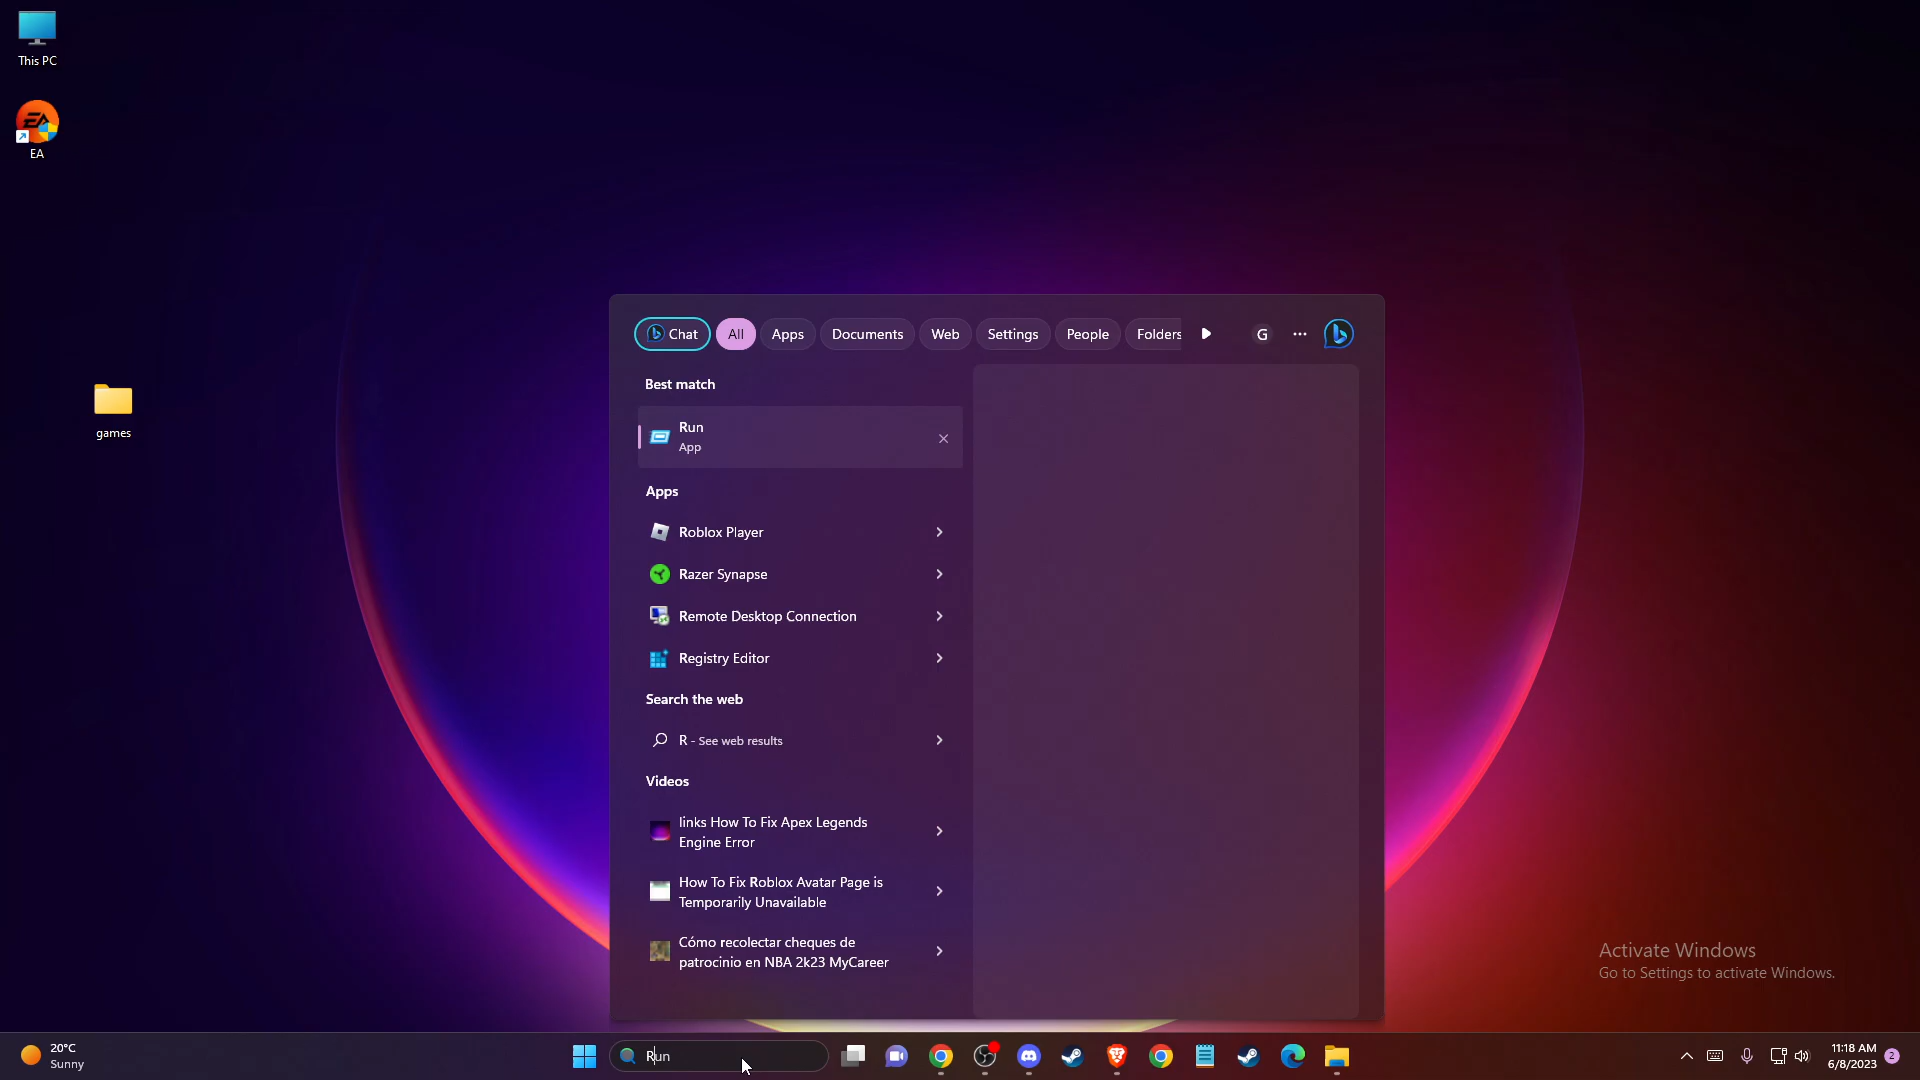 This PC
EA
EA
games
Chat
All
Apps
Documents
Web
Settings
People
Folders
G
Best match
Run
App
Apps
Roblox Player
Razer Synapse
Remote Desktop Connection
Registry Editor
Search the web
R - See web results
Videos
links How To Fix Apex Legends
Engine Error
How To Fix Roblox Avatar Page is
Temporarily Unavailable
Cómo recolectar cheques de
patrocinio en NBA 2k23 MyCareer
Activate Windows
Go to Settings to activate Windows.
20°C
Sunny
Run
11:18 AM
6/8/2023
2